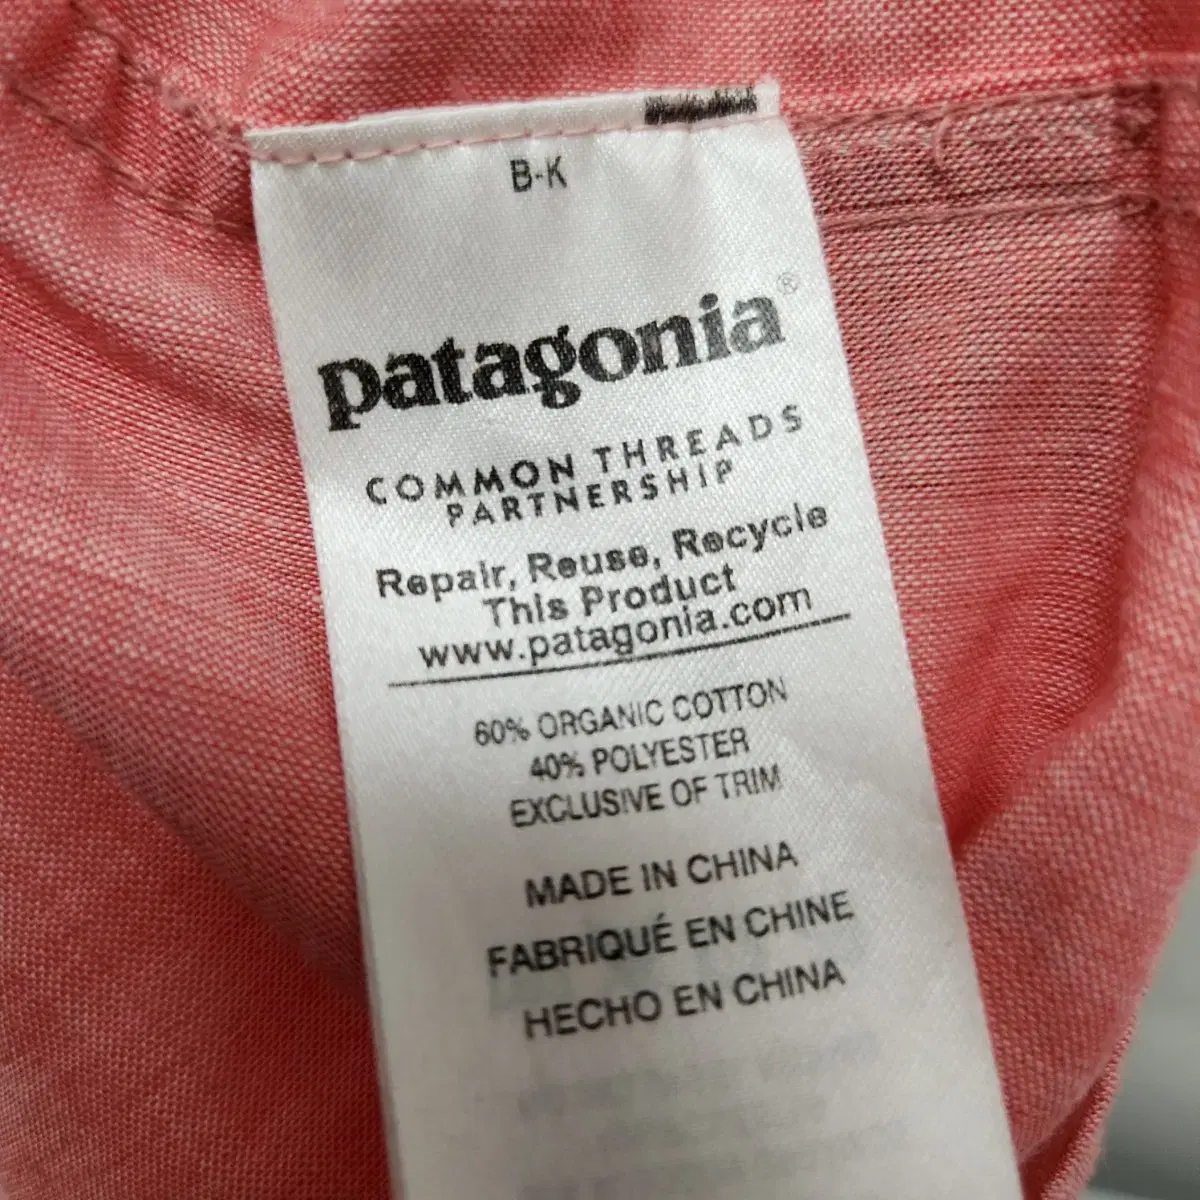 B-K
patagonia®
COMMON THREADS
PARTNERSHIP
Repair, Reuse, Recycle
This Product
www.patagonia.com
60% ORGANIC COTTON
40% POLYESTER
EXCLUSIVE OF TRIM
MADE IN CHINA
FABRIQUÉ EN CHINE
HECHO EN CHINA